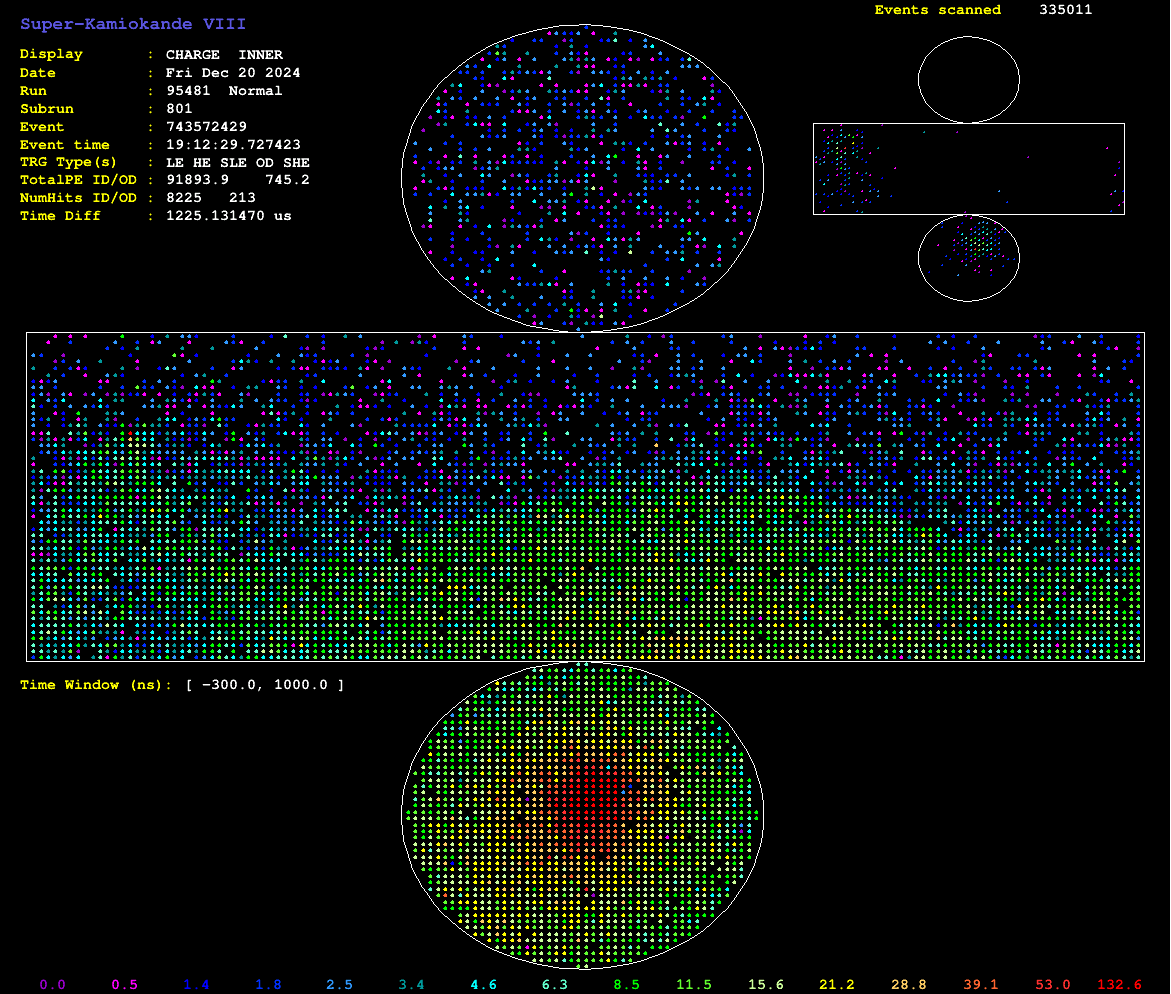 Super-Kamiokande VIII
Events scanned 335011
Display : CHARGE INNER
Date : Fri Dec 20 2024
Run : 95481 Normal
Subrun : 801
Event : 743572429
Event time : 19:12:29.727423
TRG Type(s) : LE HE SLE OD SHE
TotalPE ID/OD : 91893.9 745.2
NumHits ID/OD : 8225 213
Time Diff : 1225.131470 us
Time Window (ns): [ −300.0, 1000.0 ]
0.0 0.5 1.4 1.8 2.5 3.4 4.6 6.3 8.5 11.5 15.6 21.2 28.8 39.1 53.0 132.6